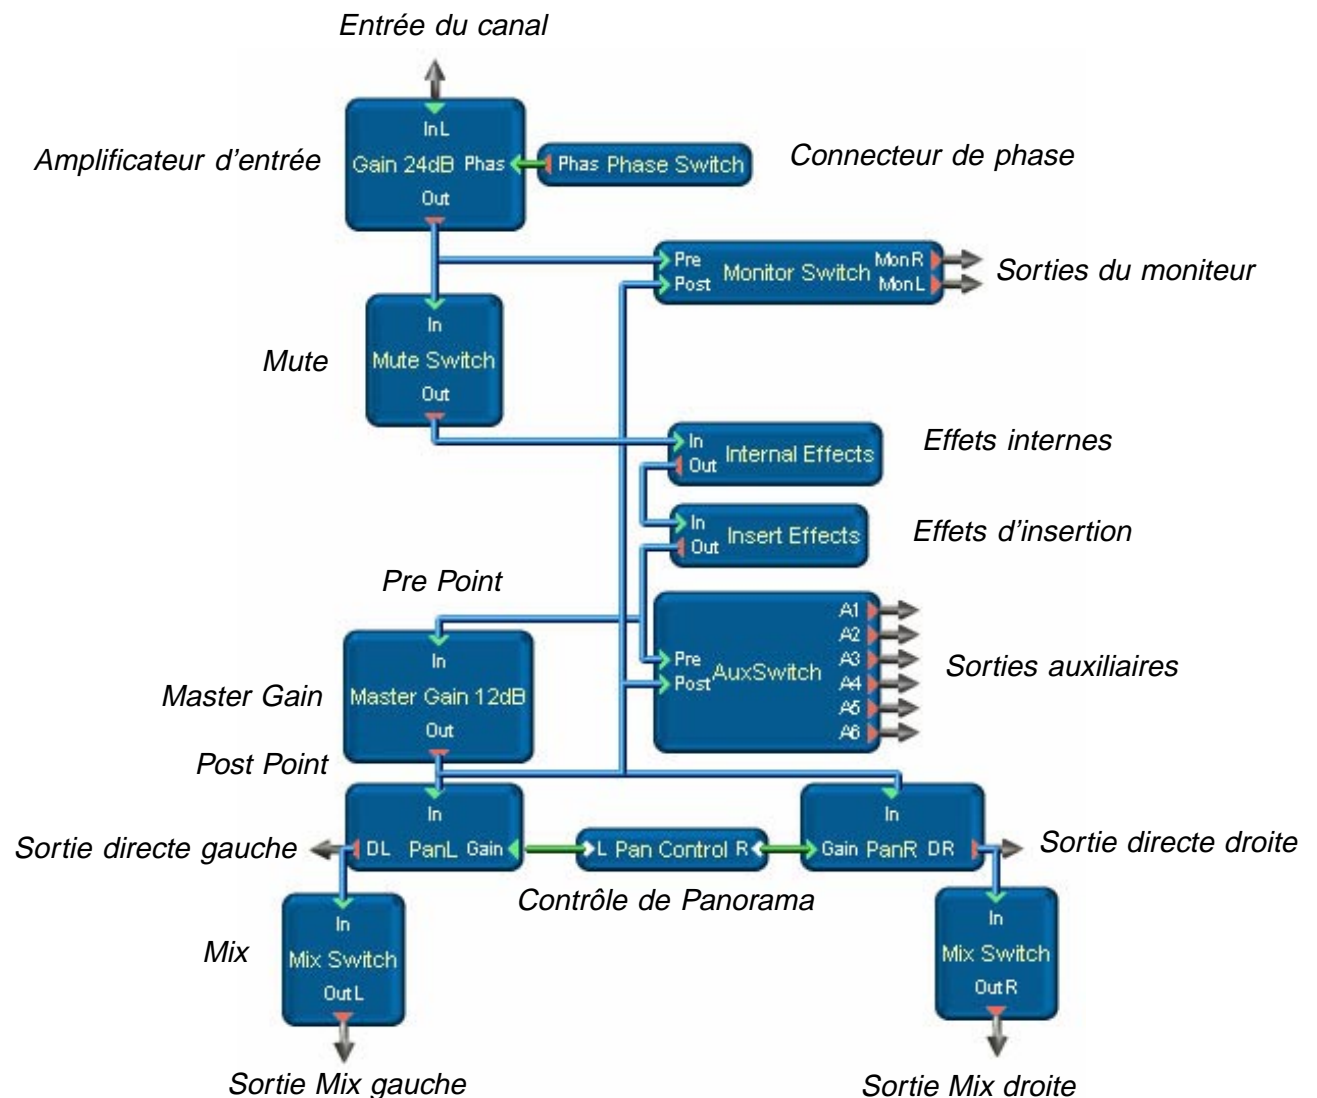 Entrée du canal
InL
Amplificateur d'entrée
Gain 24dB Phas
Phas Phase Switch
Connecteur de phase
Out
Pre
Post
Monitor Switch
MonR
MonL
Sorties du moniteur
In
Mute
Mute Switch
Out
In
Out
Internal Effects
Effets internes
In
Out
Insert Effects
Effets d'insertion
Pre Point
In
Master Gain
Master Gain 12dB
Out
Pre
Post
AuxSwitch
A1
A2
A3
A4
A5
A6
Sorties auxiliaires
Post Point
In
Sortie directe gauche
DL PanL Gain
L Pan Control R
In
Gain PanR DR
Sortie directe droite
Contrôle de Panorama
In
Mix
Mix Switch
OutL
In
Mix Switch
OutR
Sortie Mix gauche
Sortie Mix droite